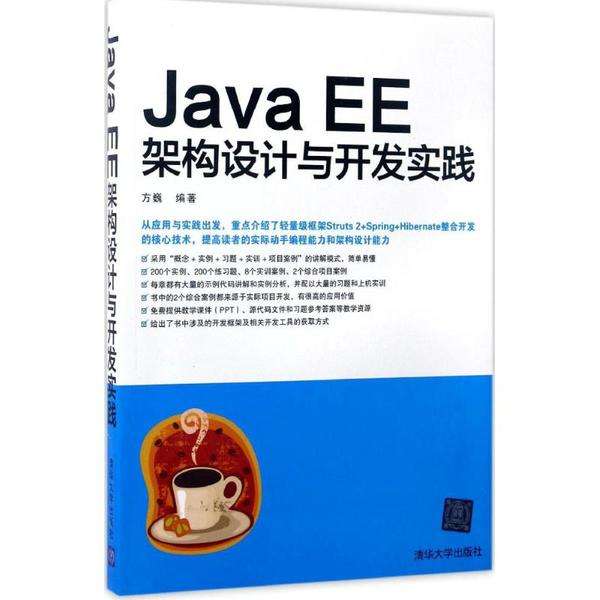 Java EE
架构设计与开发实践
方巍 编著
从应用与实践出发，重点介绍了轻量级框架Struts 2+Spring+Hibernate整合开发
的核心技术，提高读者的实际动手编程能力和架构设计能力
采用“概念+实例+习题+实训+项目案例”的讲解模式，简单易懂
200个实例、200个练习题、8个实训案例、2个综合项目案例
每章都有大量的示例代码讲解和实例分析，并配以大量的习题和上机实训
书中的2个综合案例都来源于实际项目开发，有很高的应用价值
免费提供教学课件（PPT）、源代码文件和习题参考答案等教学资源
给出了书中涉及的开发框架及相关开发工具的获取方式
清华大学出版社
Java EE 架构设计与开发实践
清华大学出版社